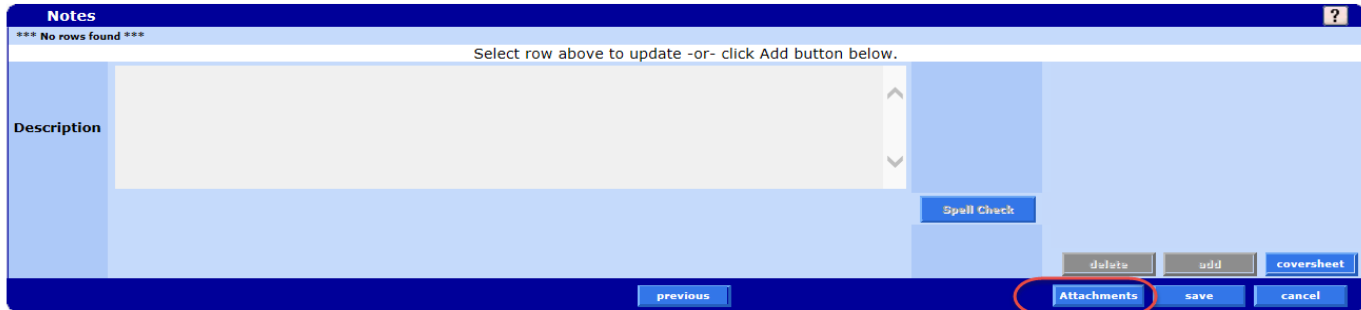 Notes
?
*** No rows found ***
Select row above to update -or- click Add button below.
Description
Spell Check
delete add coversheet
previous Attachments save cancel